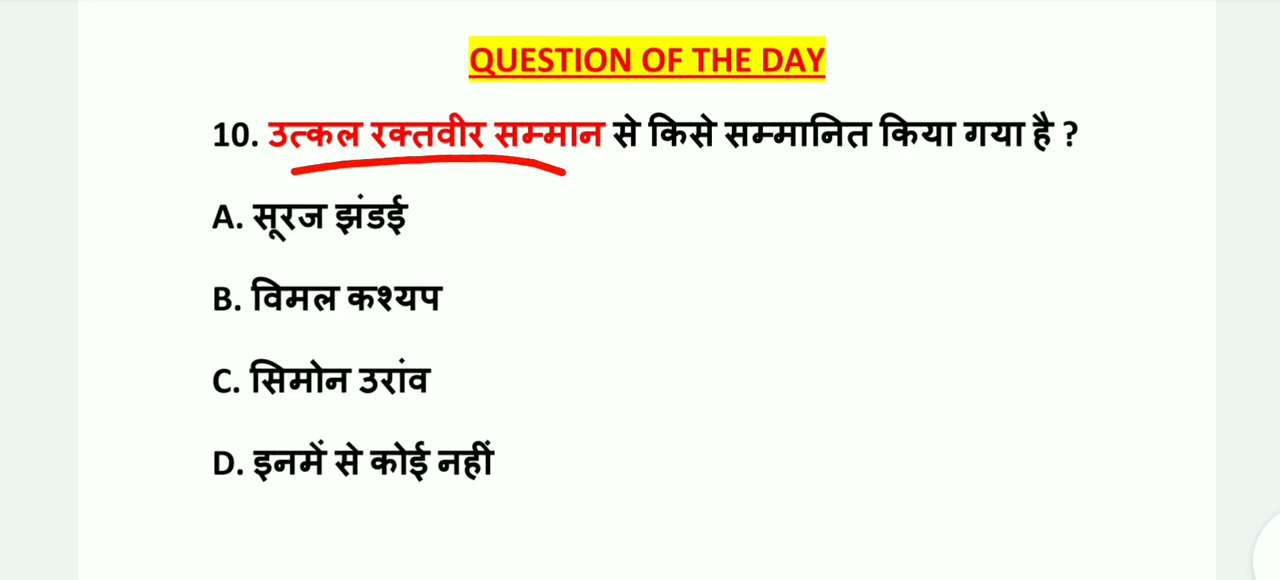 QUESTION OF THE DAY
10. उत्कल रक्तवीर सम्मान से किसे सम्मानित किया गया है ?
A. सूरज झंडई
B. विमल कश्यप
C. सिमोन उरांव
D. इनमें से कोई नहीं